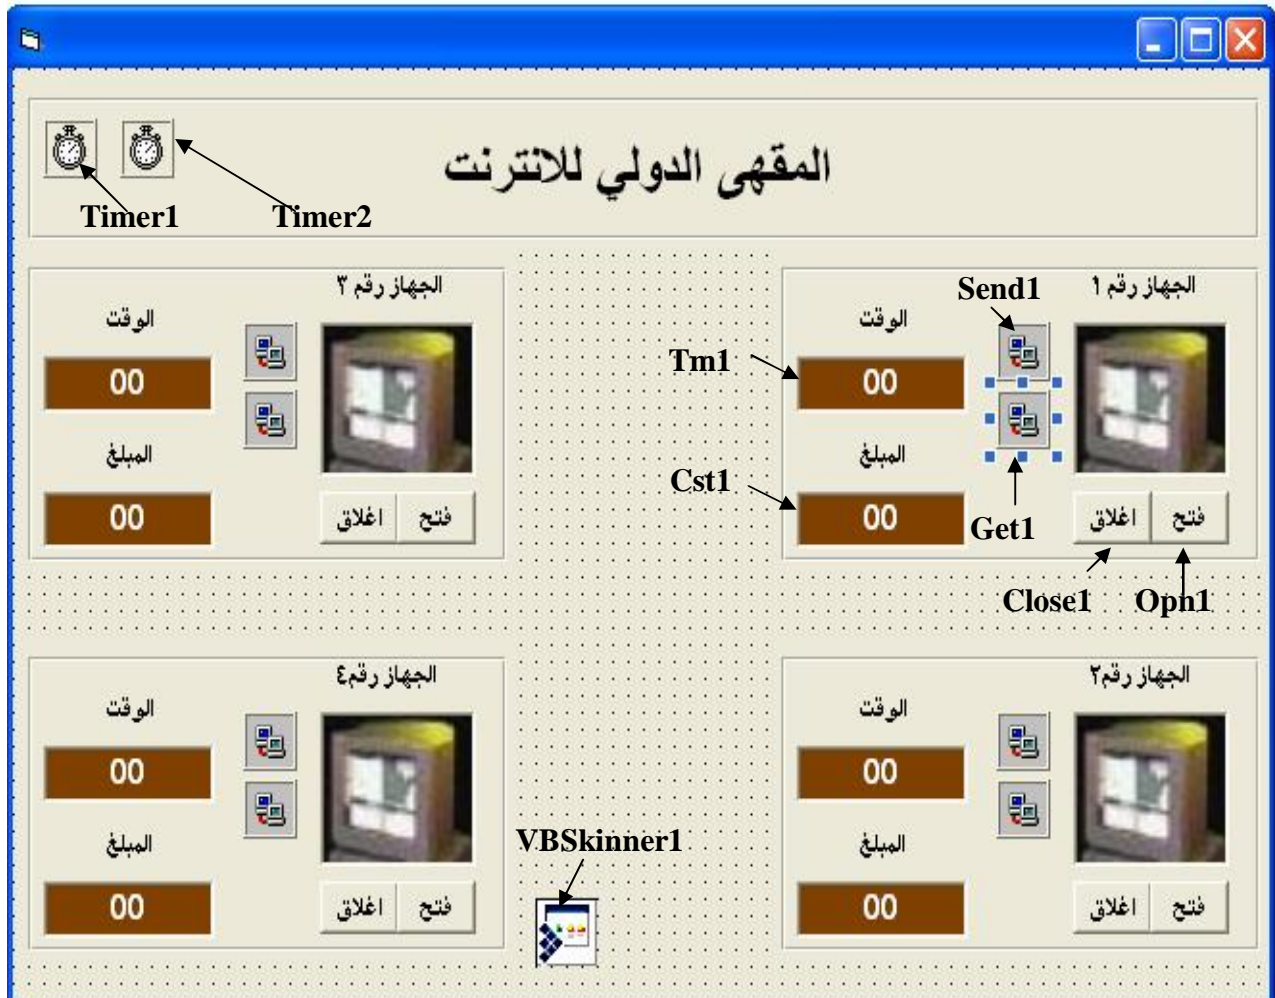 المقهى الدولي للانترنت
Timer1
Timer2
الجهاز رقم ١
Send1
الوقت
Tm1
00
المبلغ
Cst1
00
Get1
فتح
اغلاق
Close1
Opn1
الجهاز رقم ٣
الوقت
00
المبلغ
00
فتح
اغلاق
الجهاز رقم٢
الوقت
00
المبلغ
00
فتح
اغلاق
الجهاز رقم٤
الوقت
00
المبلغ
00
فتح
اغلاق
VBSkinner1